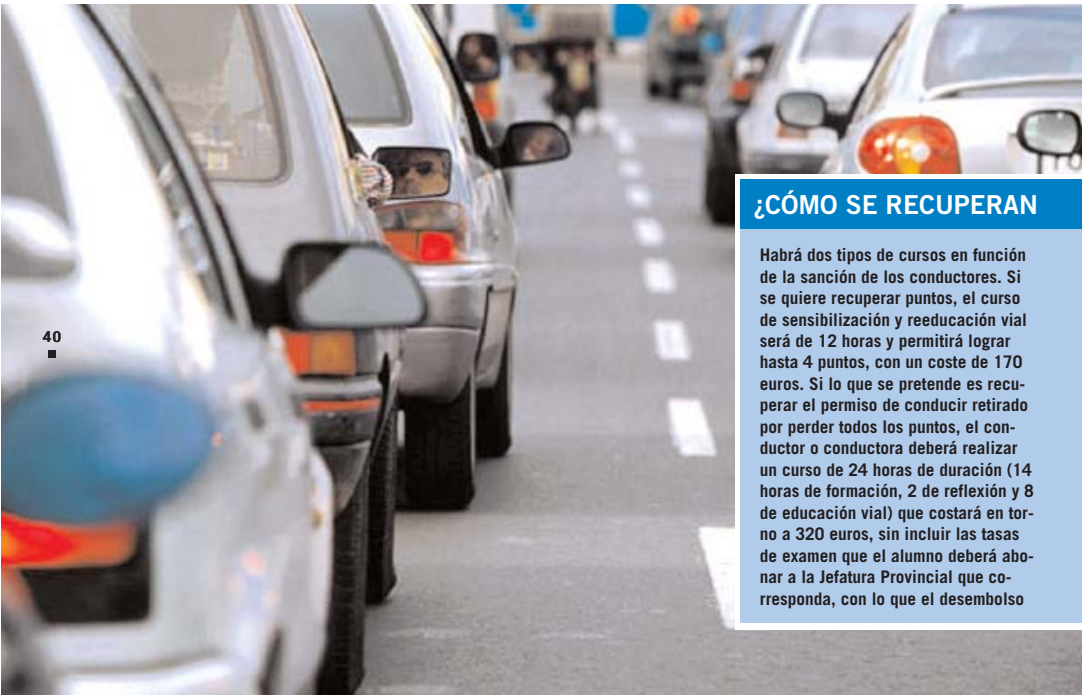 40
¿CÓMO SE RECUPERAN
Habrá dos tipos de cursos en función
de la sanción de los conductores. Si
se quiere recuperar puntos, el curso
de sensibilización y reeducación vial
será de 12 horas y permitirá lograr
hasta 4 puntos, con un coste de 170
euros. Si lo que se pretende es recu-
perar el permiso de conducir retirado
por perder todos los puntos, el con-
ductor o conductora deberá realizar
un curso de 24 horas de duración (14
horas de formación, 2 de reflexión y 8
de educación vial) que costará en tor-
no a 320 euros, sin incluir las tasas
de examen que el alumno deberá abo-
nar a la Jefatura Provincial que co-
rresponda, con lo que el desembolso